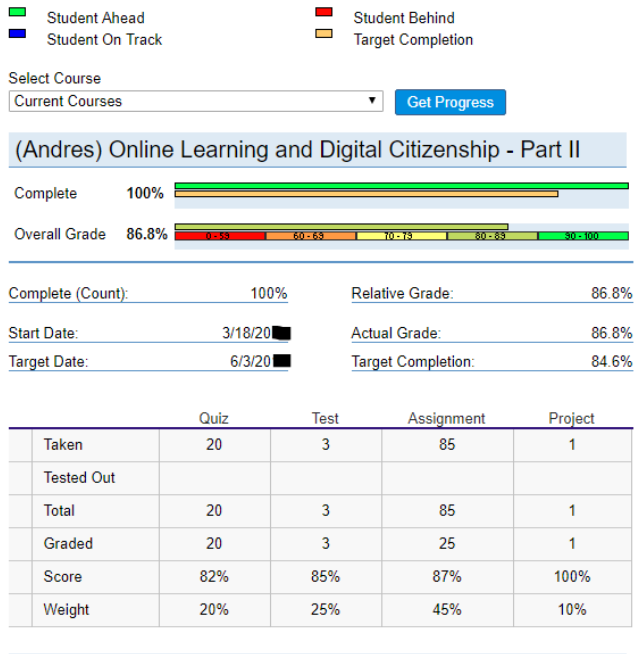 Student Ahead
Student Behind
Student On Track
Target Completion
Select Course
Current Courses
Get Progress
(Andres) Online Learning and Digital Citizenship - Part II
Complete 100%
Overall Grade 86.8% 0 - 59 60 - 69 70 - 79 80 - 89 90 - 100
Complete (Count): 100% Relative Grade: 86.8%
Start Date: 3/18/20 Actual Grade: 86.8%
Target Date: 6/3/20 Target Completion: 84.6%
Quiz Test Assignment Project
Taken 20 3 85 1
Tested Out
Total 20 3 85 1
Graded 20 3 25 1
Score 82% 85% 87% 100%
Weight 20% 25% 45% 10%